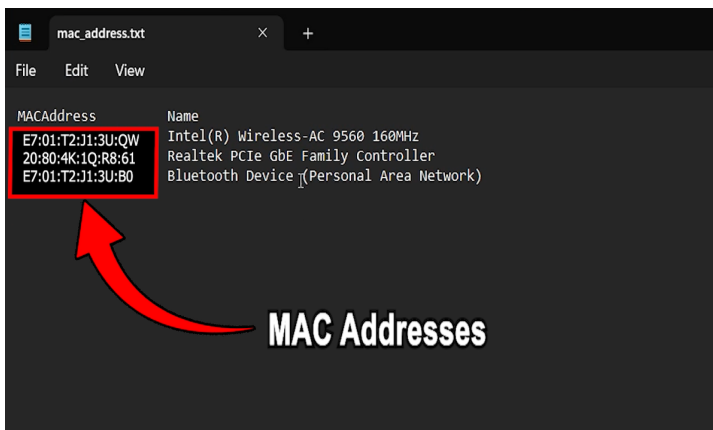 mac_address.txt
File Edit View
MACAddress Name
E7:01:T2:J1:3U:QW Intel(R) Wireless-AC 9560 160MHz
20:80:4K:1Q:R8:61 Realtek PCIe GbE Family Controller
E7:01:T2:J1:3U:B0 Bluetooth Device (Personal Area Network)
MAC Addresses